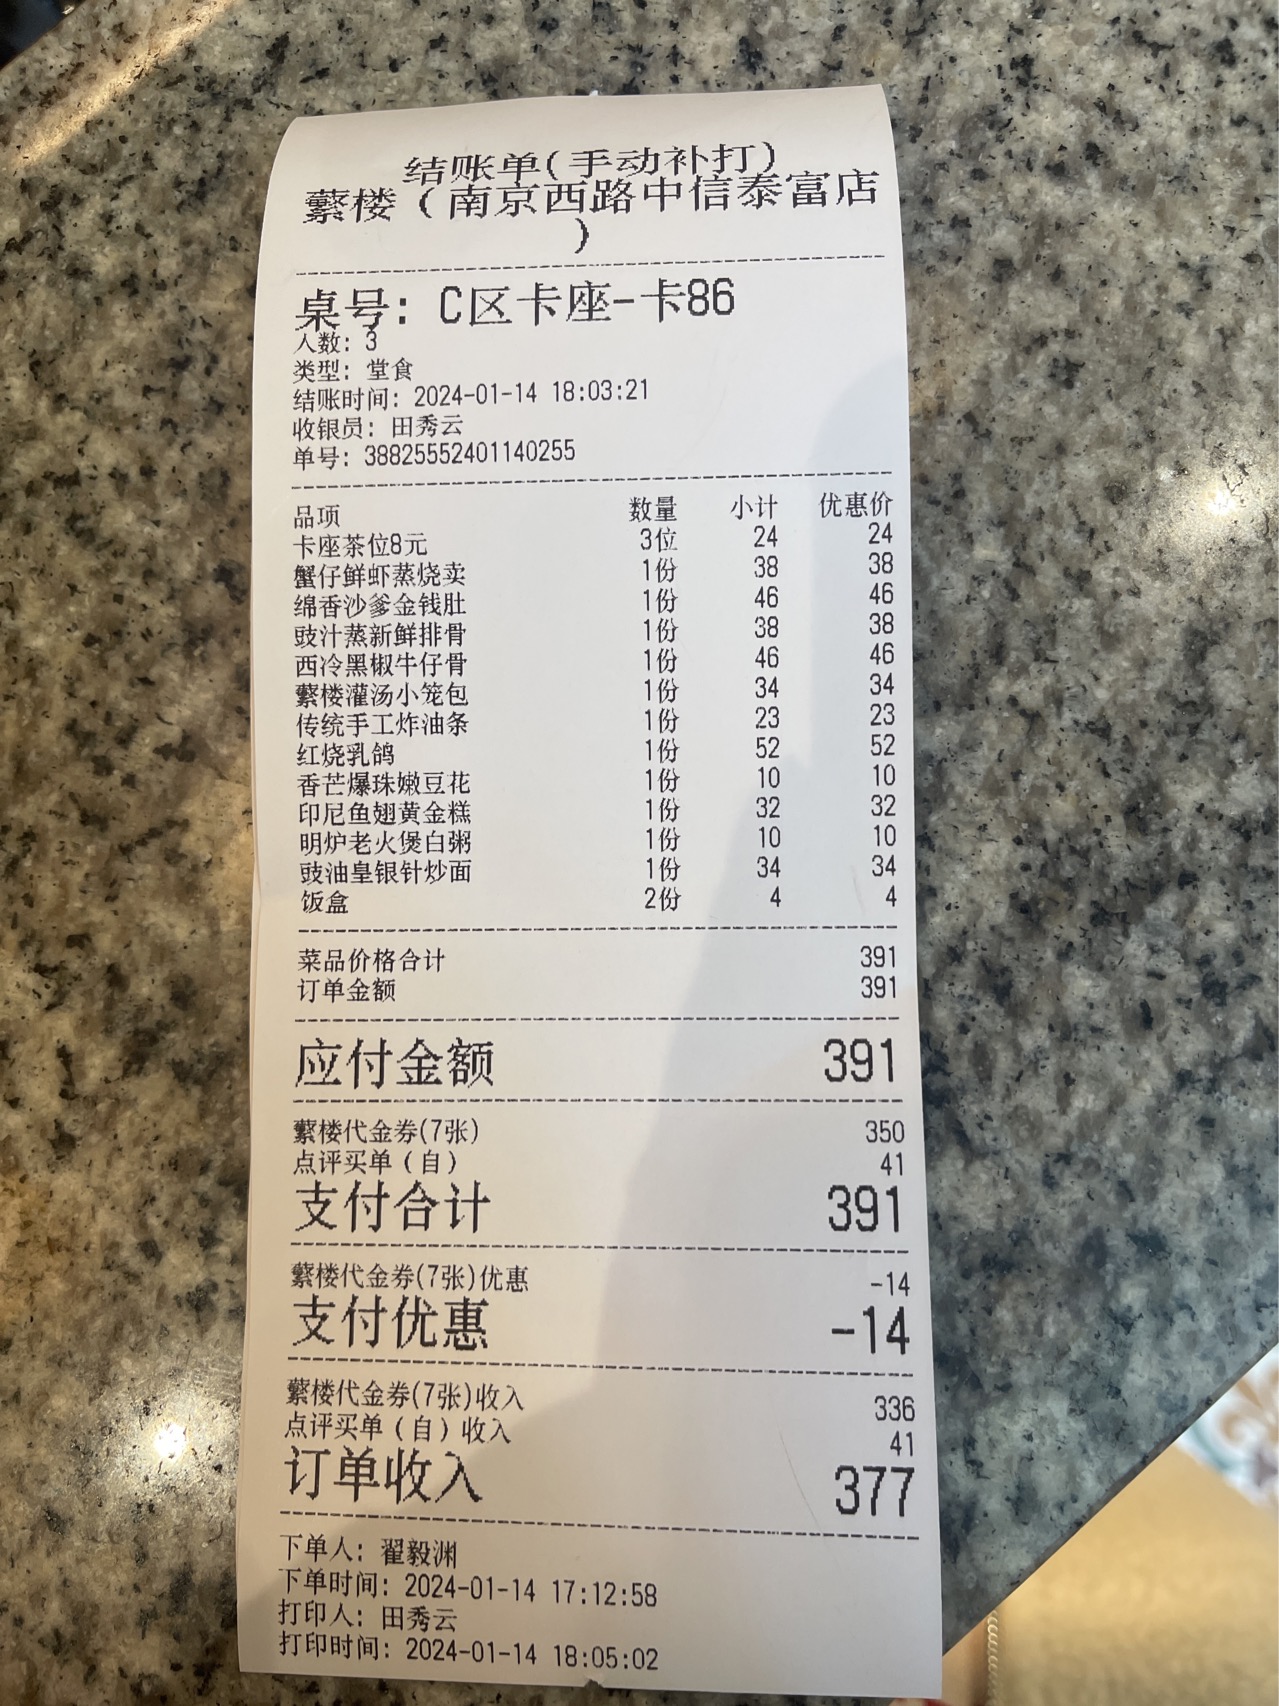 结账单(手动补打)
蘩楼（南京西路中信泰富店
）
桌号: C区卡座-卡86
人数: 3
类型: 堂食
结账时间: 2024-01-14 18:03:21
收银员: 田秀云
单号: 38825552401140255
品项 数量 小计 优惠价
卡座茶位8元 3位 24 24
蟹仔鲜虾蒸烧卖 1份 38 38
绵香沙爹金钱肚 1份 46 46
豉汁蒸新鲜排骨 1份 38 38
西冷黑椒牛仔骨 1份 46 46
蘩楼灌汤小笼包 1份 34 34
传统手工炸油条 1份 23 23
红烧乳鸽 1份 52 52
香芒爆珠嫩豆花 1份 10 10
印尼鱼翅黄金糕 1份 32 32
明炉老火煲白粥 1份 10 10
豉油皇银针炒面 1份 34 34
饭盒 2份 4 4
菜品价格合计 391
订单金额 391
应付金额 391
蘩楼代金券(7张) 350
点评买单（自） 41
支付合计 391
蘩楼代金券(7张)优惠 -14
支付优惠 -14
蘩楼代金券(7张)收入 336
点评买单（自）收入 41
订单收入 377
下单人: 翟毅渊
下单时间: 2024-01-14 17:12:58
打印人: 田秀云
打印时间: 2024-01-14 18:05:02